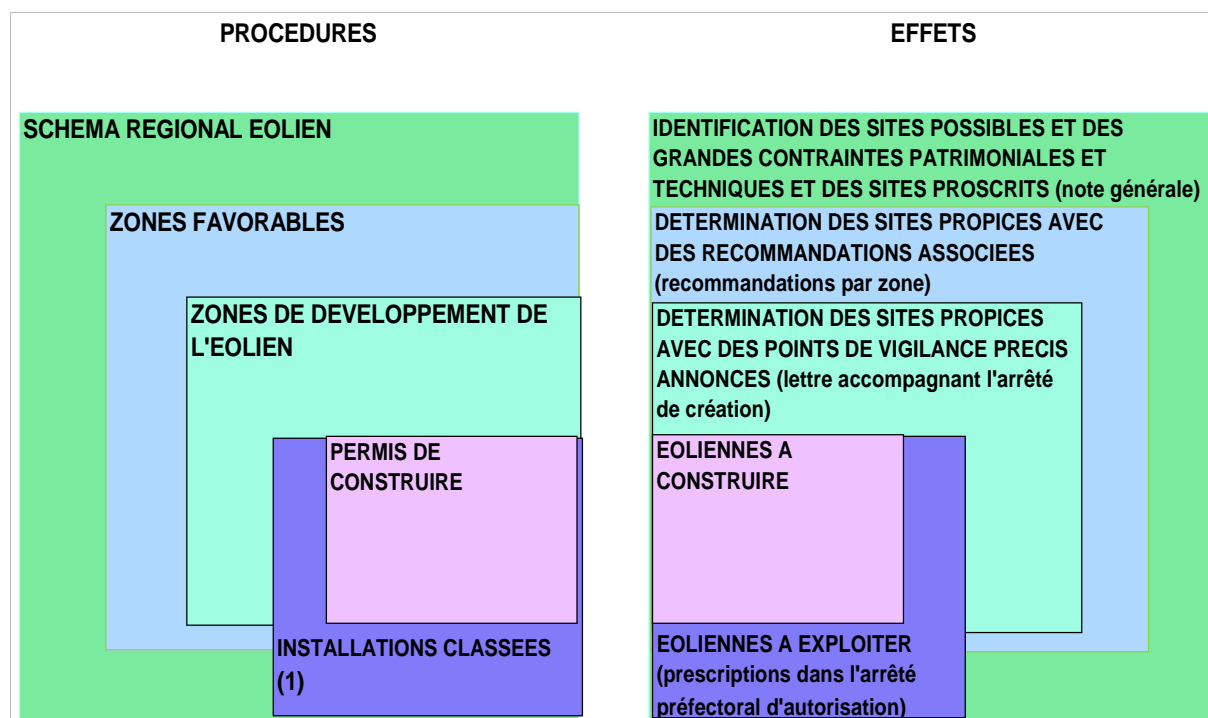 PROCEDURES
EFFETS
SCHEMA REGIONAL EOLIEN
ZONES FAVORABLES
ZONES DE DEVELOPPEMENT DE
L'EOLIEN
PERMIS DE
CONSTRUIRE
INSTALLATIONS CLASSEES
(1)
IDENTIFICATION DES SITES POSSIBLES ET DES
GRANDES CONTRAINTES PATRIMONIALES ET
TECHNIQUES ET DES SITES PROSCRITS (note générale)
DETERMINATION DES SITES PROPICES AVEC
DES RECOMMANDATIONS ASSOCIEES
(recommandations par zone)
DETERMINATION DES SITES PROPICES
AVEC DES POINTS DE VIGILANCE PRECIS
ANNONCES (lettre accompagnant l'arrêté
de création)
EOLIENNES A
CONSTRUIRE
EOLIENNES A EXPLOITER
(prescriptions dans l'arrêté
préfectoral d'autorisation)